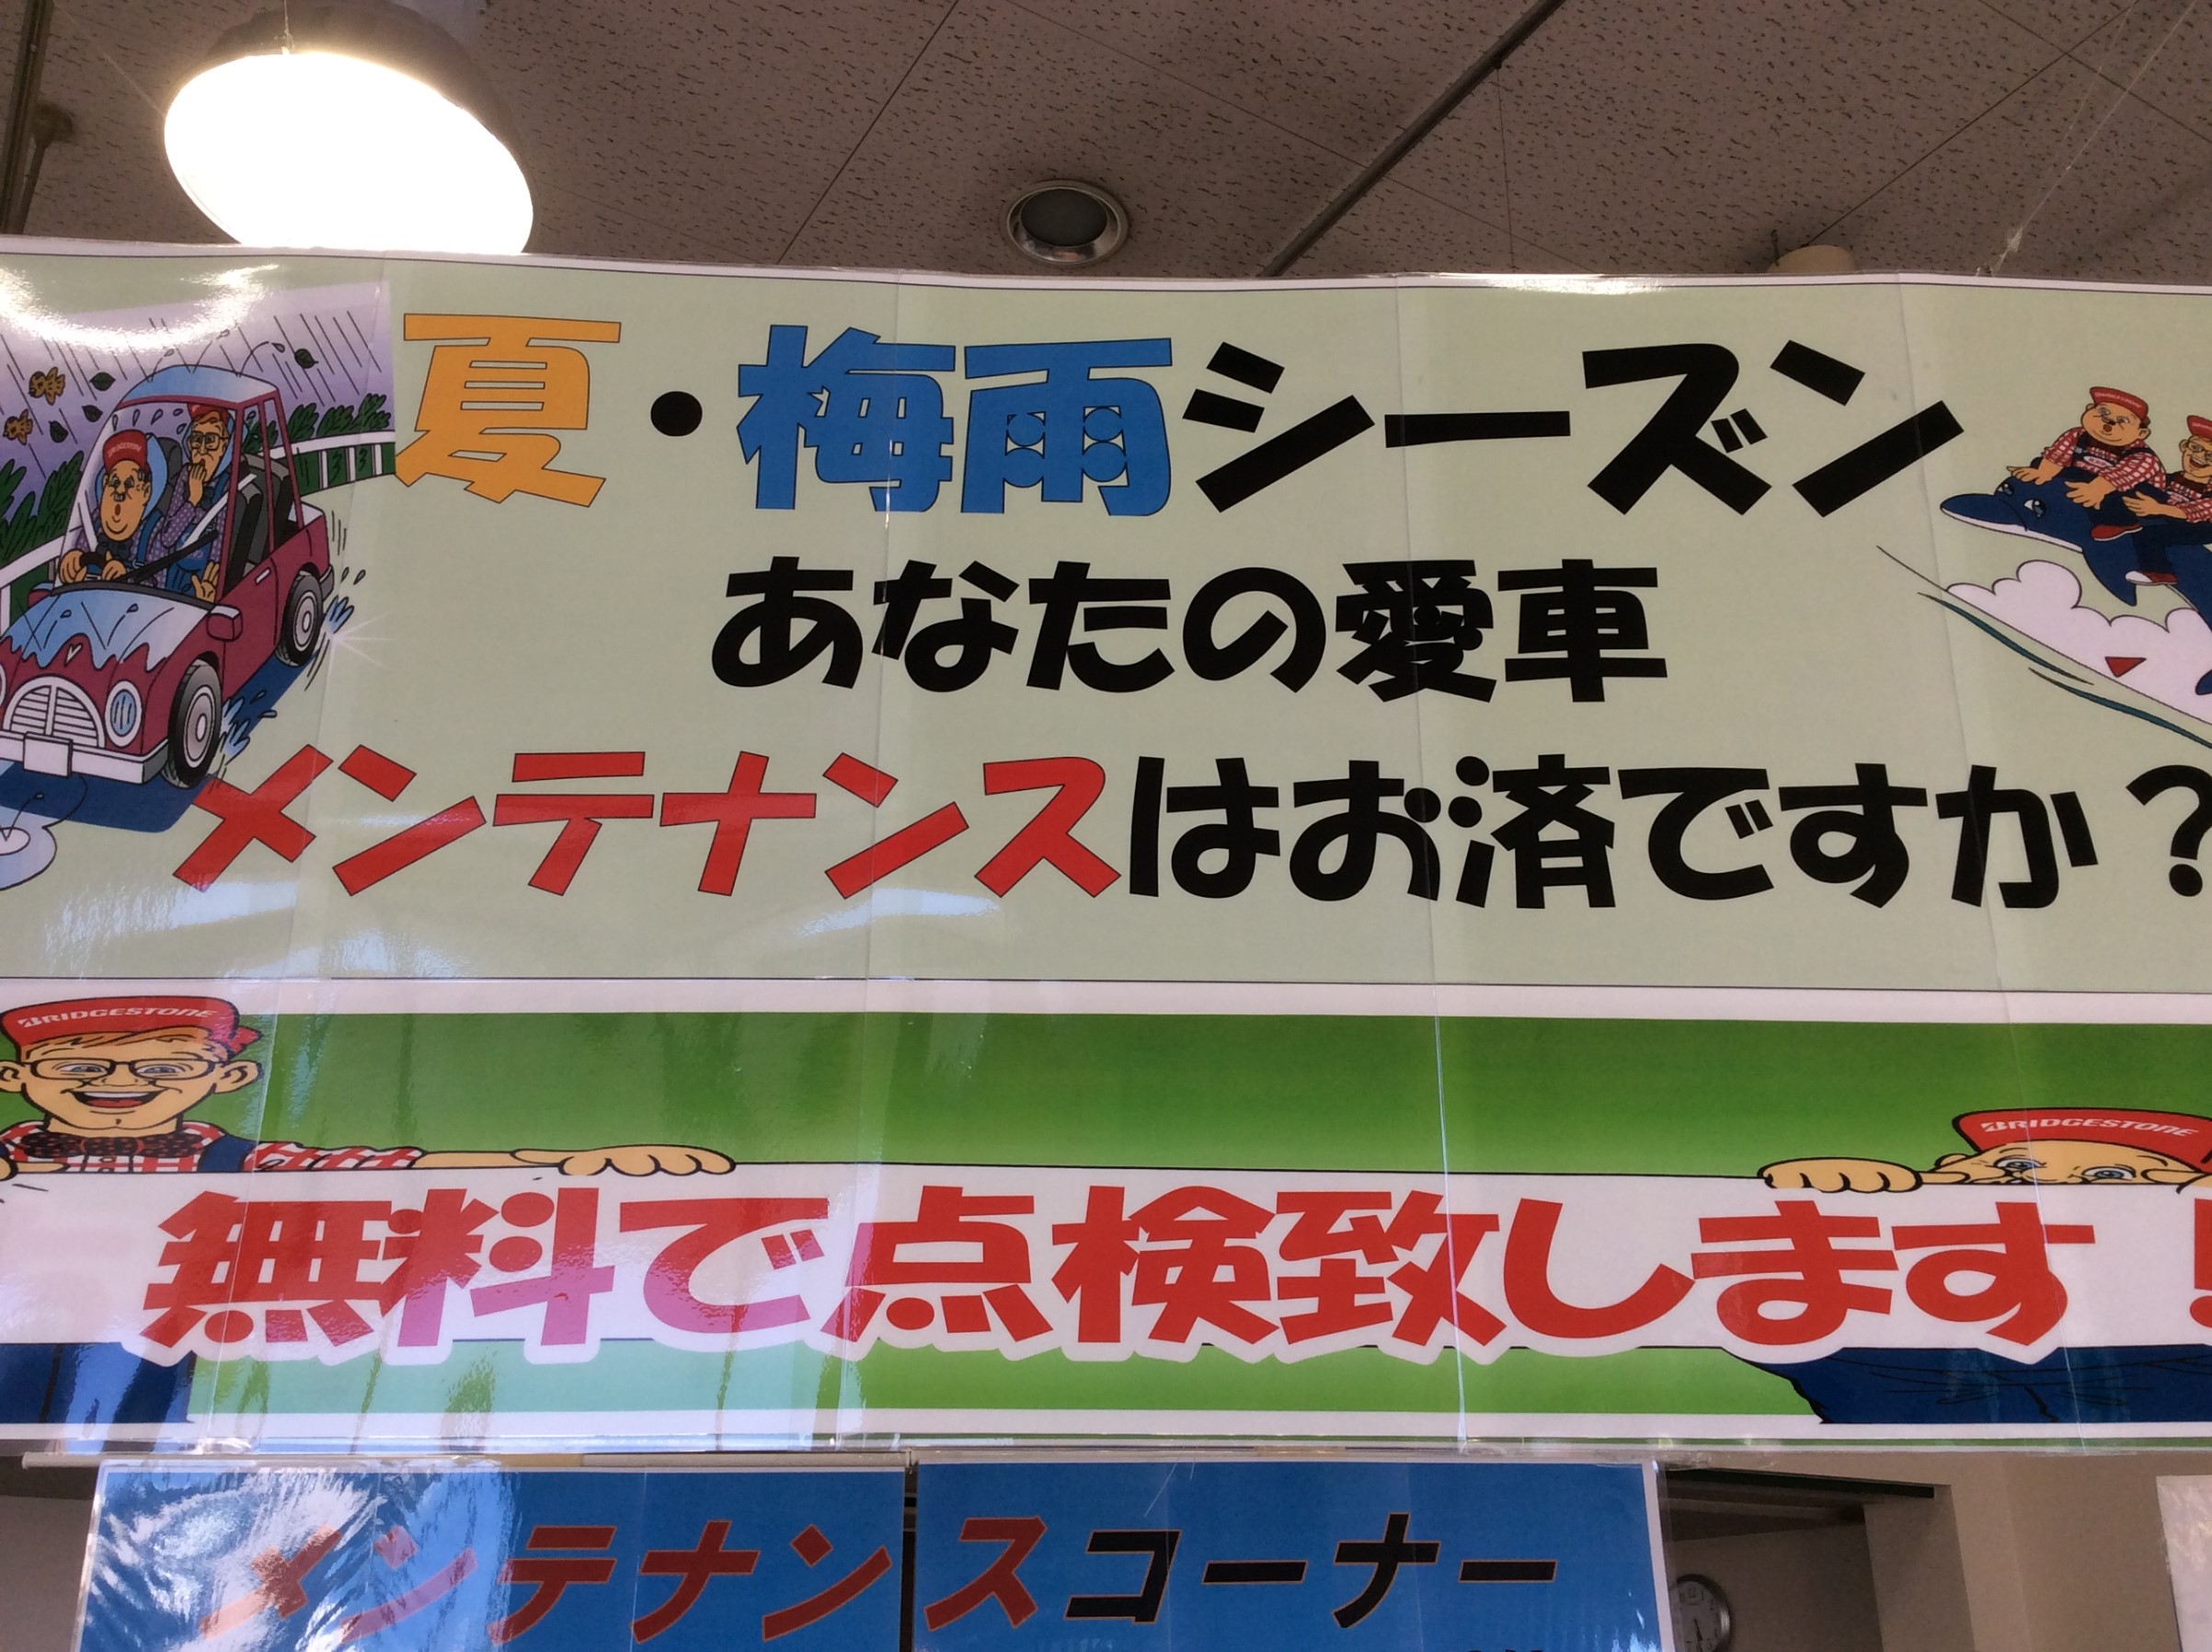 夏・梅雨シーズン
あなたの愛車
メンテナンスはお済ですか？
BRIDGESTONE
BRIDGESTONE
無料で点検致します！
メンテナンスコーナー